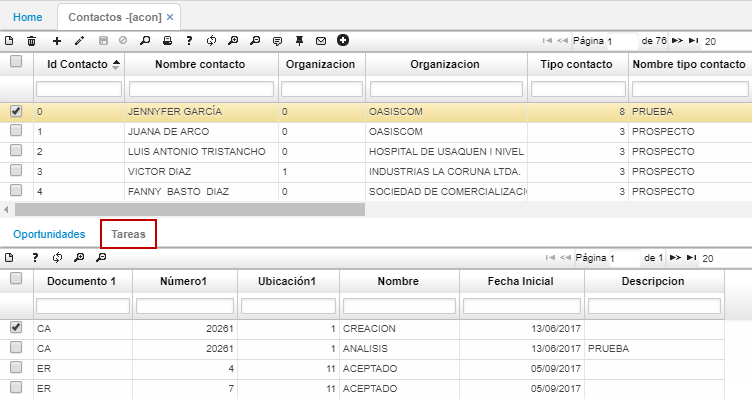 Home Contactos -[acon] ×
Página 1 de 76 20
Id Contacto Nombre contacto Organizacion Organizacion Tipo contacto Nombre tipo contacto
0 JENNYFER GARCÍA 0 OASISCOM 8 PRUEBA
1 JUANA DE ARCO 0 OASISCOM 3 PROSPECTO
2 LUIS ANTONIO TRISTANCHO 0 HOSPITAL DE USAQUEN I NIVEL 3 PROSPECTO
3 VICTOR DIAZ 1 INDUSTRIAS LA CORUNA LTDA. 3 PROSPECTO
4 FANNY BASTO DIAZ 0 SOCIEDAD DE COMERCIALIZACI 3 PROSPECTO
Oportunidades Tareas
Página 1 de 1 20
Documento 1 Número1 Ubicación1 Nombre Fecha Inicial Descripcion
CA 20261 1 CREACION 13/06/2017
CA 20261 1 ANALISIS 13/06/2017 PRUEBA
ER 4 11 ACEPTADO 05/09/2017
ER 7 11 ACEPTADO 05/09/2017